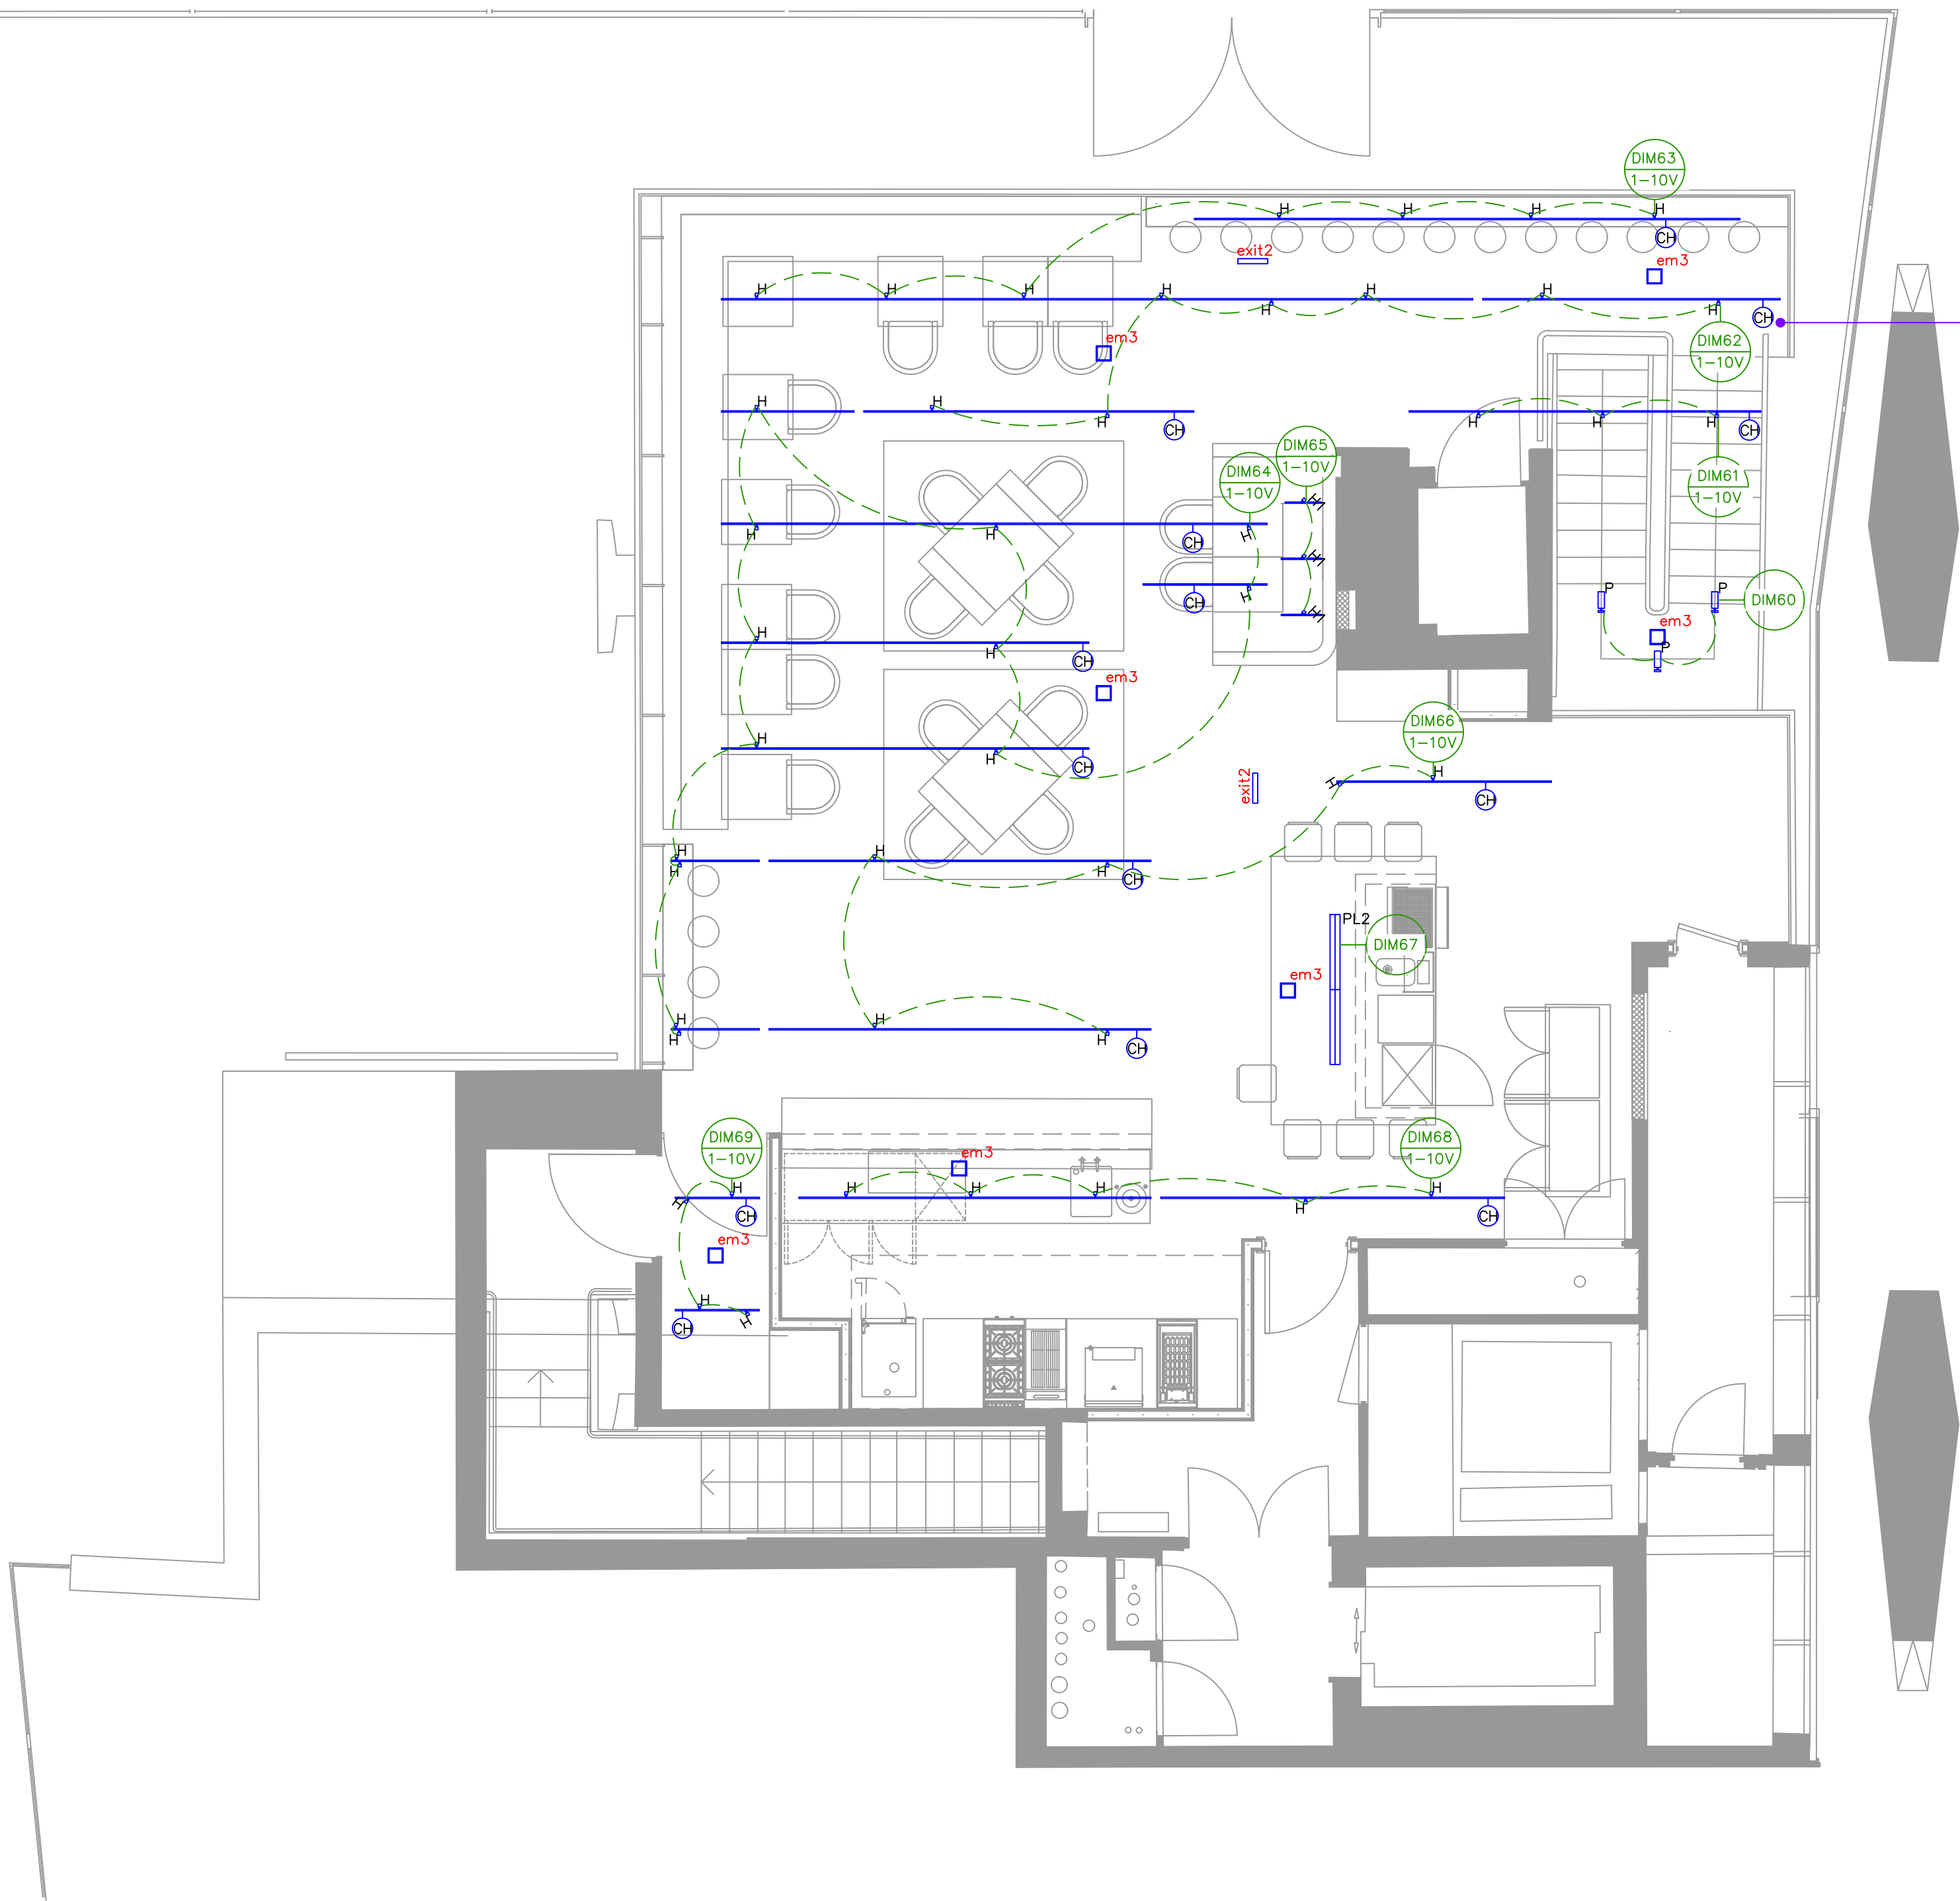 DIM63
1-10V
H H H H
CH
exit2
em3
H H H H H H
H H
CH
em3
DIM62
1-10V
H H
H
CH
H H H
CH
DIM65
1-10V
DIM64
1-10V
DIM61
1-10V
H
H
H H H
CH
H
H
CH
P P
DIM60
em3
P
H H
CH
em3
DIM66
1-10V
H H
CH
exit2
H H
CH
H H
H H
CH
PL2
DIM67
em3
H H
H H
CH
DIM69
1-10V
DIM68
1-10V
em3
H H
CH
H H H H H
CH
em3
H H
CH